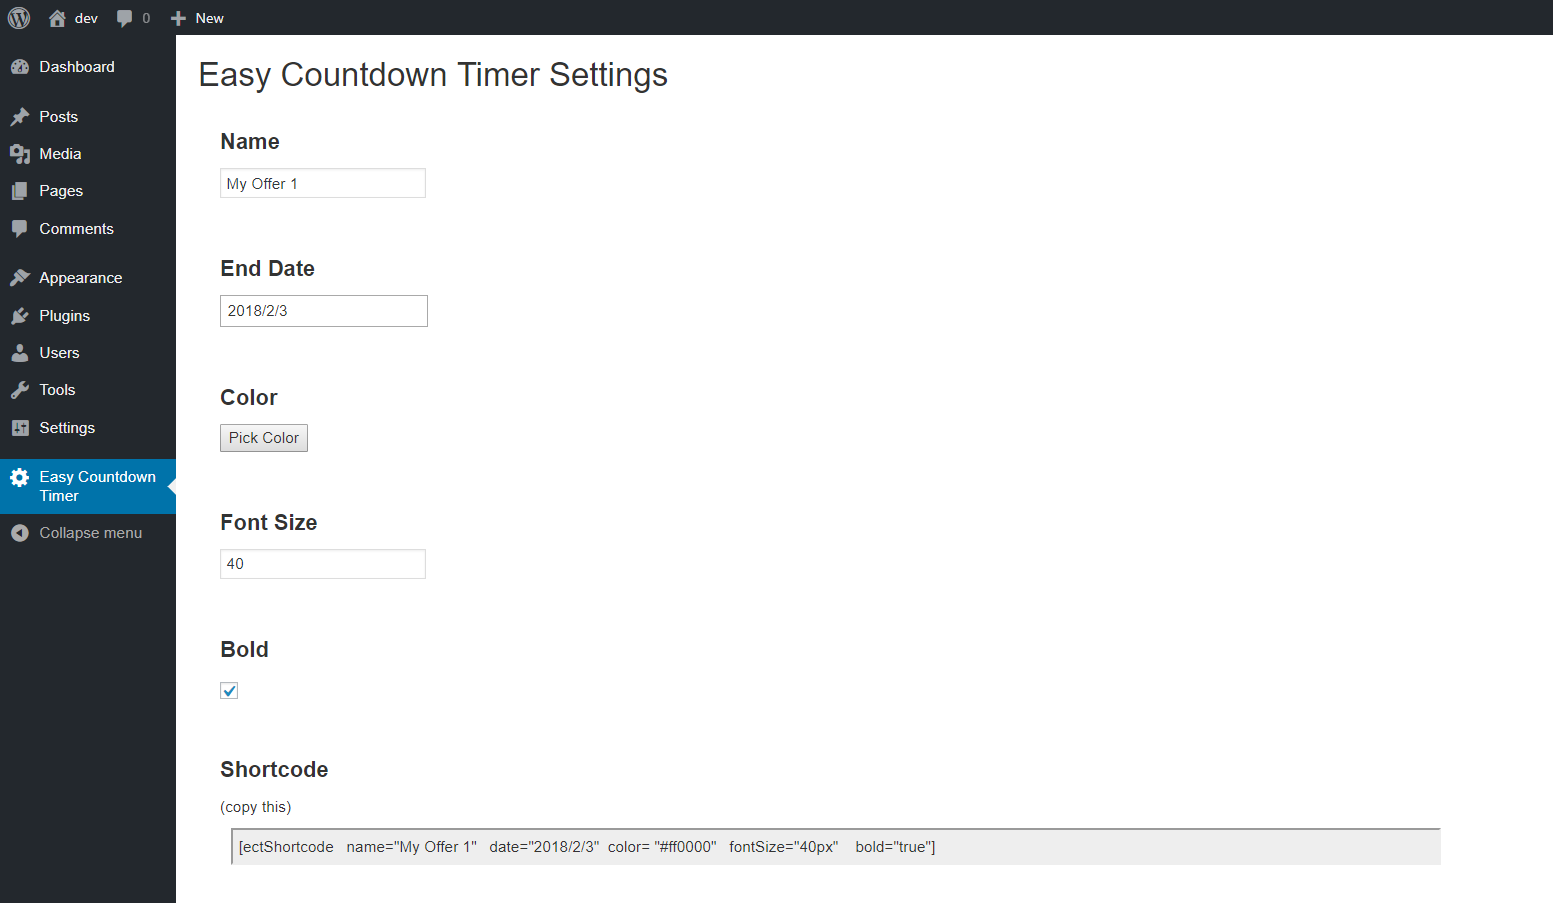 dev 0 New
Dashboard
Posts
Media
Pages
Comments
Appearance
Plugins
Users
Tools
Settings
Easy Countdown
Timer
Collapse menu
Easy Countdown Timer Settings
Name
My Offer 1
End Date
2018/2/3
Color
Pick Color
Font Size
40
Bold
Shortcode
(copy this)
[ectShortcode name="My Offer 1" date="2018/2/3" color= "#ff0000" fontSize="40px" bold="true"]